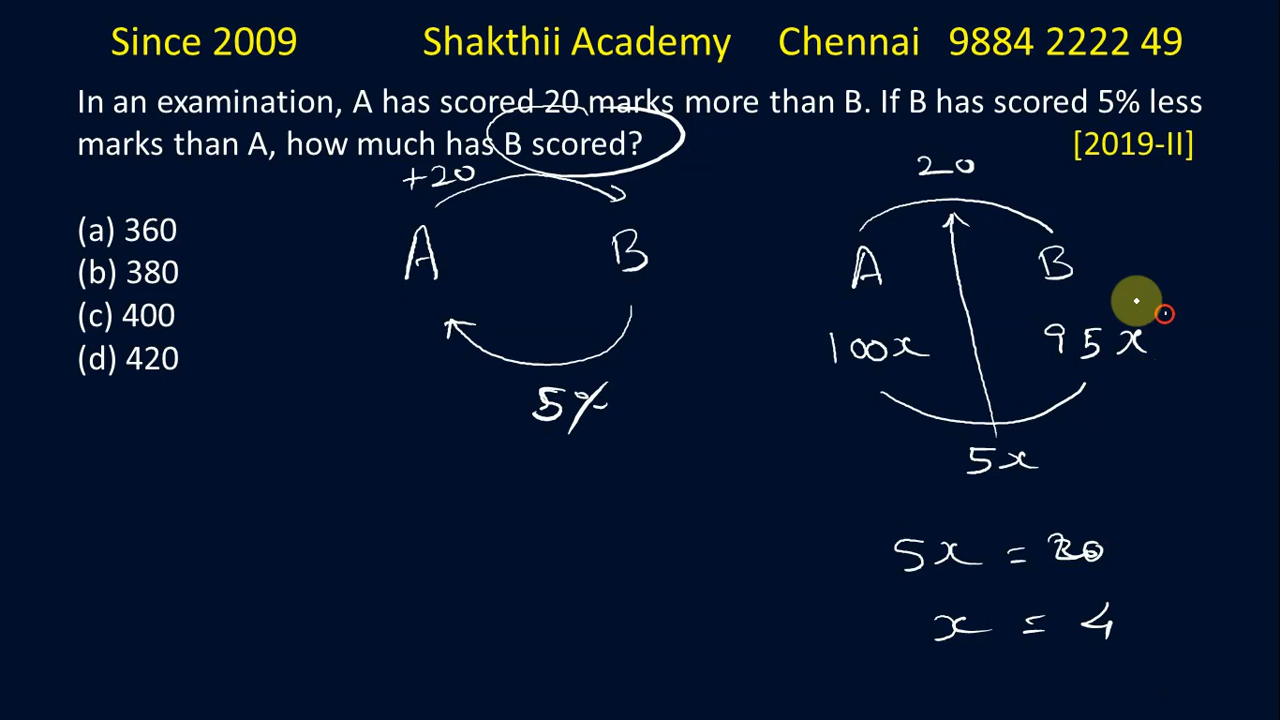 Since 2009 Shakthii Academy Chennai 9884 2222 49
In an examination, A has scored 20 marks more than B. If B has scored 5% less
marks than A, how much has B scored? [2019-II]
+20
20
(a) 360
(b) 380
(c) 400
(d) 420
A B
A B
100x 95x
5%
5x
5x = 20
x = 4